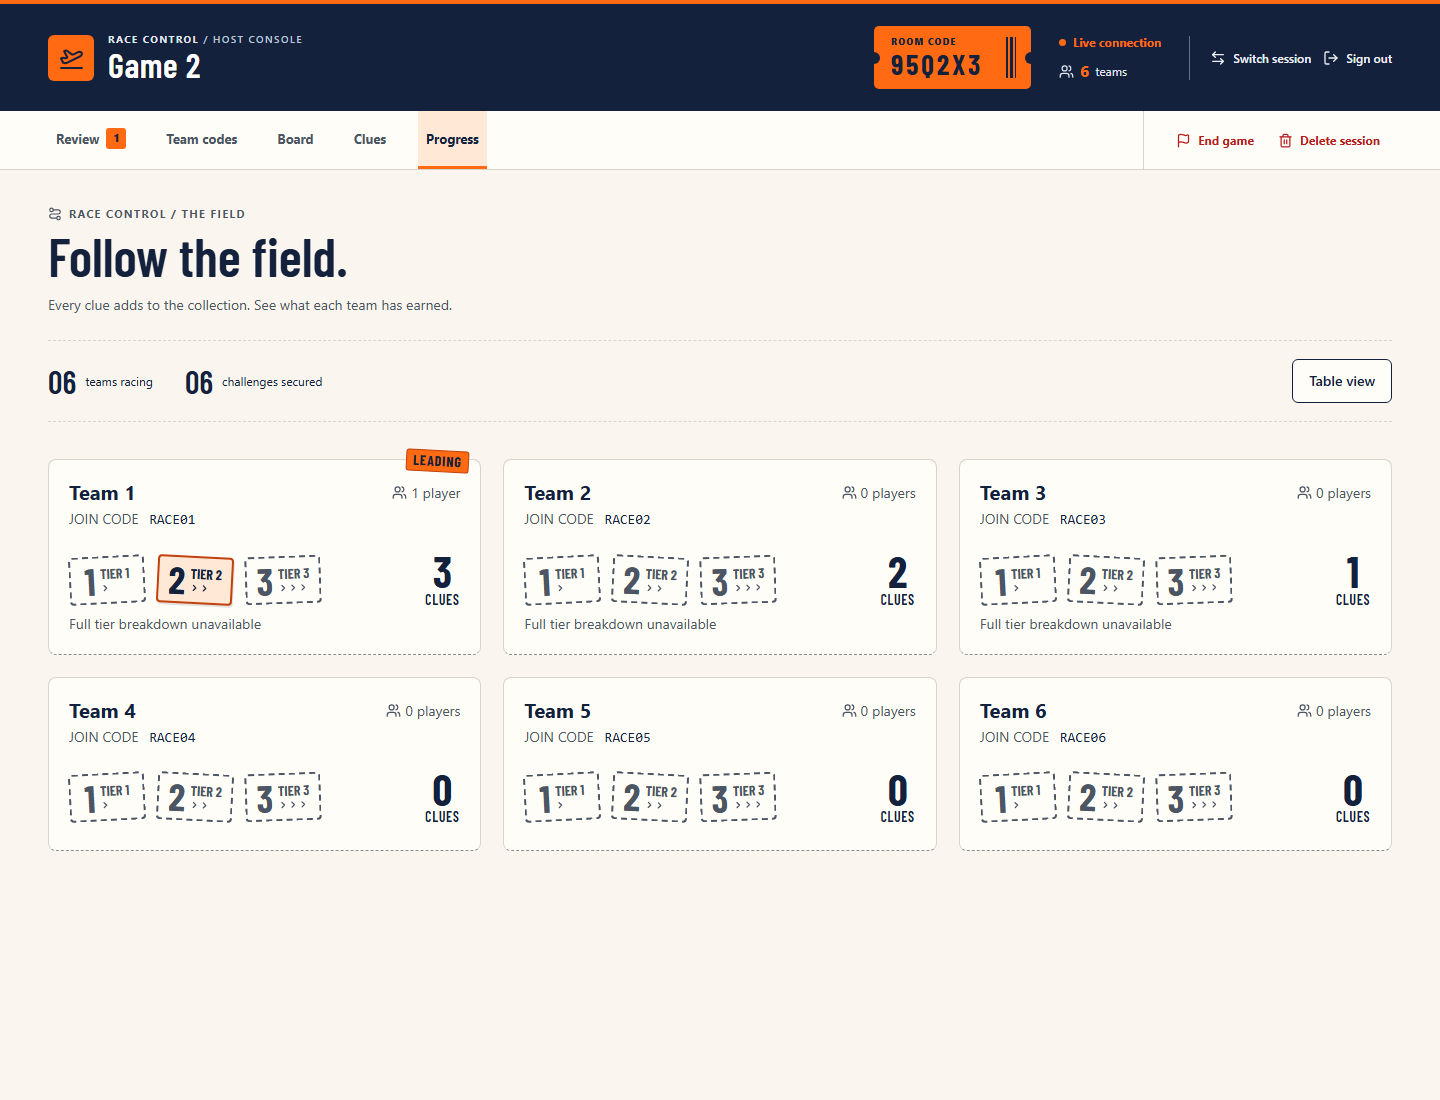 RACE CONTROL / HOST CONSOLE
Game 2
ROOM CODE
95Q2X3
Live connection
6 teams
Switch session
Sign out
Review 1
Team codes
Board
Clues
Progress
End game
Delete session
RACE CONTROL / THE FIELD
Follow the field.
Every clue adds to the collection. See what each team has earned.
06 teams racing
06 challenges secured
Table view
LEADING
Team 1
1 player
JOIN CODE RACE01
1 TIER 1 ›
2 TIER 2 › ›
3 TIER 3 › › ›
3
CLUES
Full tier breakdown unavailable
Team 2
0 players
JOIN CODE RACE02
1 TIER 1 ›
2 TIER 2 › ›
3 TIER 3 › › ›
2
CLUES
Full tier breakdown unavailable
Team 3
0 players
JOIN CODE RACE03
1 TIER 1 ›
2 TIER 2 › ›
3 TIER 3 › › ›
1
CLUES
Full tier breakdown unavailable
Team 4
0 players
JOIN CODE RACE04
1 TIER 1 ›
2 TIER 2 › ›
3 TIER 3 › › ›
0
CLUES
Team 5
0 players
JOIN CODE RACE05
1 TIER 1 ›
2 TIER 2 › ›
3 TIER 3 › › ›
0
CLUES
Team 6
0 players
JOIN CODE RACE06
1 TIER 1 ›
2 TIER 2 › ›
3 TIER 3 › › ›
0
CLUES